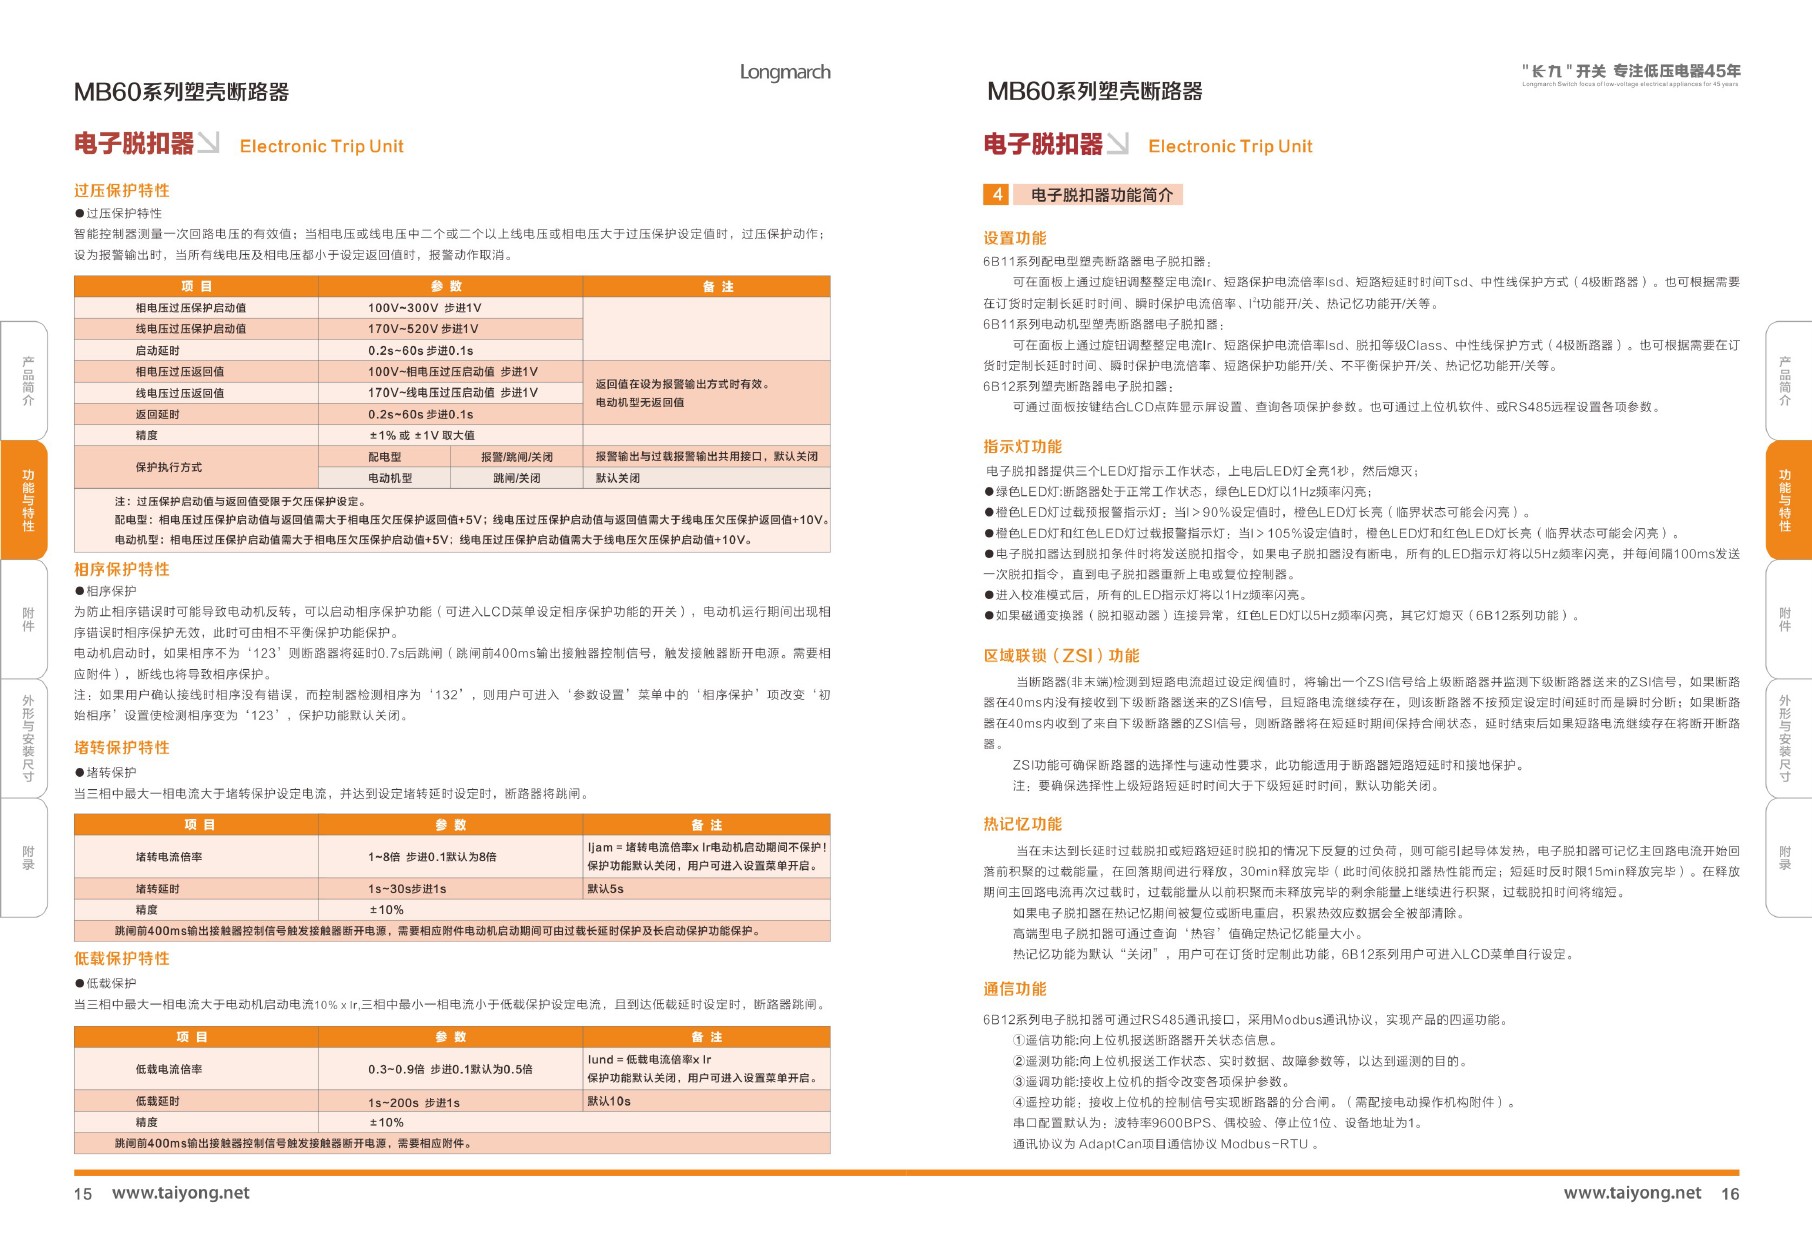 Longmarch
MB60系列塑壳断路器
电子脱扣器 Electronic Trip Unit
过压保护特性
●过压保护特性
智能控制器测量一次回路电压的有效值；当相电压或线电压中二个或二个以上线电压或相电压大于过压保护设定值时，过压保护动作；
设为报警输出时，当所有线电压及相电压都小于设定返回值时，报警动作取消。
项 目 参 数 备 注
相电压过压保护启动值 100V~300V 步进1V
线电压过压保护启动值 170V~520V 步进1V
启动延时 0.2s~60s 步进0.1s
相电压过压返回值 100V~相电压过压启动值 步进1V
线电压过压返回值 170V~线电压过压启动值 步进1V
返回延时 0.2s~60s 步进0.1s
返回值在设为报警输出方式时有效。
电动机型无返回值
精度 ±1% 或 ±1V 取大值
保护执行方式
配电型 报警/跳闸/关闭 报警输出与过载报警输出共用接口，默认关闭
电动机型 跳闸/关闭 默认关闭
注：过压保护启动值与返回值受限于欠压保护设定。
配电型：相电压过压保护启动值与返回值需大于相电压欠压保护返回值+5V；线电压过压保护启动值与返回值需大于线电压欠压保护返回值+10V。
电动机型：相电压过压保护启动值需大于相电压欠压保护启动值+5V；线电压过压保护启动值需大于线电压欠压保护启动值+10V。
相序保护特性
●相序保护
为防止相序错误时可能导致电动机反转，可以启动相序保护功能（可进入LCD菜单设定相序保护功能的开关），电动机运行期间出现相
序错误时相序保护无效，此时可由相不平衡保护功能保护。
电动机启动时，如果相序不为‘123’则断路器将延时0.7s后跳闸（跳闸前400ms输出接触器控制信号，触发接触器断开电源。需要相
应附件），断线也将导致相序保护。
注：如果用户确认接线时相序没有错误，而控制器检测相序为‘132’，则用户可进入‘参数设置’菜单中的‘相序保护’项改变‘初
始相序’设置使检测相序变为‘123’，保护功能默认关闭。
堵转保护特性
●堵转保护
当三相中最大一相电流大于堵转保护设定电流，并达到设定堵转延时设定时，断路器将跳闸。
项 目 参 数 备 注
堵转电流倍率 1~8倍 步进0.1默认为8倍
Ijam = 堵转电流倍率x Ir电动机启动期间不保护！
保护功能默认关闭，用户可进入设置菜单开启。
堵转延时 1s~30s步进1s 默认5s
精度 ±10%
跳闸前400ms输出接触器控制信号触发接触器断开电源，需要相应附件电动机启动期间可由过载长延时保护及长启动保护功能保护。
低载保护特性
●低载保护
当三相中最大一相电流大于电动机启动电流10% x Ir,三相中最小一相电流小于低载保护设定电流，且到达低载延时设定时，断路器跳闸。
项 目 参 数 备 注
低载电流倍率 0.3~0.9倍 步进0.1默认为0.5倍
Iund = 低载电流倍率x Ir
保护功能默认关闭，用户可进入设置菜单开启。
低载延时 1s~200s 步进1s 默认10s
精度 ±10%
跳闸前400ms输出接触器控制信号触发接触器断开电源，需要相应附件。
15 www.taiyong.net
产品简介
功能与特性
附件
外形与安装尺寸
附录
"长九"开关 专注低压电器45年
Longmarch Switch focus of low-voltage electrical appliances for 45 years
MB60系列塑壳断路器
电子脱扣器 Electronic Trip Unit
4 电子脱扣器功能简介
设置功能
6B11系列配电型塑壳断路器电子脱扣器：
可在面板上通过旋钮调整整定电流Ir、短路保护电流倍率Isd、短路短延时时间Tsd、中性线保护方式（4极断路器）。也可根据需要
在订货时定制长延时时间、瞬时保护电流倍率、I²t功能开/关、热记忆功能开/关等。
6B11系列电动机型塑壳断路器电子脱扣器：
可在面板上通过旋钮调整整定电流Ir、短路保护电流倍率Isd、脱扣等级Class、中性线保护方式（4极断路器）。也可根据需要在订
货时定制长延时时间、瞬时保护电流倍率、短路保护功能开/关、不平衡保护开/关、热记忆功能开/关等。
6B12系列塑壳断路器电子脱扣器：
可通过面板按键结合LCD点阵显示屏设置、查询各项保护参数。也可通过上位机软件、或RS485远程设置各项参数。
指示灯功能
电子脱扣器提供三个LED灯指示工作状态，上电后LED灯全亮1秒，然后熄灭；
●绿色LED灯:断路器处于正常工作状态，绿色LED灯以1Hz频率闪亮；
●橙色LED灯过载预报警指示灯：当I＞90%设定值时，橙色LED灯长亮（临界状态可能会闪亮）。
●橙色LED灯和红色LED灯过载报警指示灯：当I＞105%设定值时，橙色LED灯和红色LED灯长亮（临界状态可能会闪亮）。
●电子脱扣器达到脱扣条件时将发送脱扣指令，如果电子脱扣器没有断电，所有的LED指示灯将以5Hz频率闪亮，并每间隔100ms发送
一次脱扣指令，直到电子脱扣器重新上电或复位控制器。
●进入校准模式后，所有的LED指示灯将以1Hz频率闪亮。
●如果磁通变换器（脱扣驱动器）连接异常，红色LED灯以5Hz频率闪亮，其它灯熄灭（6B12系列功能）。
区域联锁（ZSI）功能
当断路器(非末端)检测到短路电流超过设定阀值时，将输出一个ZSI信号给上级断路器并监测下级断路器送来的ZSI信号，如果断路
器在40ms内没有接收到下级断路器送来的ZSI信号，且短路电流继续存在，则该断路器不按预定设定时间延时而是瞬时分断；如果断路
器在40ms内收到了来自下级断路器的ZSI信号，则断路器将在短延时期间保持合闸状态，延时结束后如果短路电流继续存在将断开断路
器。
ZSI功能可确保断路器的选择性与速动性要求，此功能适用于断路器短路短延时和接地保护。
注：要确保选择性上级短路短延时时间大于下级短延时时间，默认功能关闭。
热记忆功能
当在未达到长延时过载脱扣或短路短延时脱扣的情况下反复的过负荷，则可能引起导体发热，电子脱扣器可记忆主回路电流开始回
落前积聚的过载能量，在回落期间进行释放，30min释放完毕（此时间依脱扣器热性能而定；短延时反时限15min释放完毕）。在释放
期间主回路电流再次过载时，过载能量从以前积聚而未释放完毕的剩余能量上继续进行积聚，过载脱扣时间将缩短。
如果电子脱扣器在热记忆期间被复位或断电重启，积累热效应数据会全被部清除。
高端型电子脱扣器可通过查询‘热容’值确定热记忆能量大小。
热记忆功能为默认“关闭”，用户可在订货时定制此功能，6B12系列用户可进入LCD菜单自行设定。
通信功能
6B12系列电子脱扣器可通过RS485通讯接口，采用Modbus通讯协议，实现产品的四遥功能。
①遥信功能:向上位机报送断路器开关状态信息。
②遥测功能:向上位机报送工作状态、实时数据、故障参数等，以达到遥测的目的。
③遥调功能:接收上位机的指令改变各项保护参数。
④遥控功能：接收上位机的控制信号实现断路器的分合闸。（需配接电动操作机构附件）。
串口配置默认为：波特率9600BPS、偶校验、停止位1位、设备地址为1。
通讯协议为 AdaptCan项目通信协议 Modbus-RTU 。
www.taiyong.net 16
产品简介
功能与特性
附件
外形与安装尺寸
附录